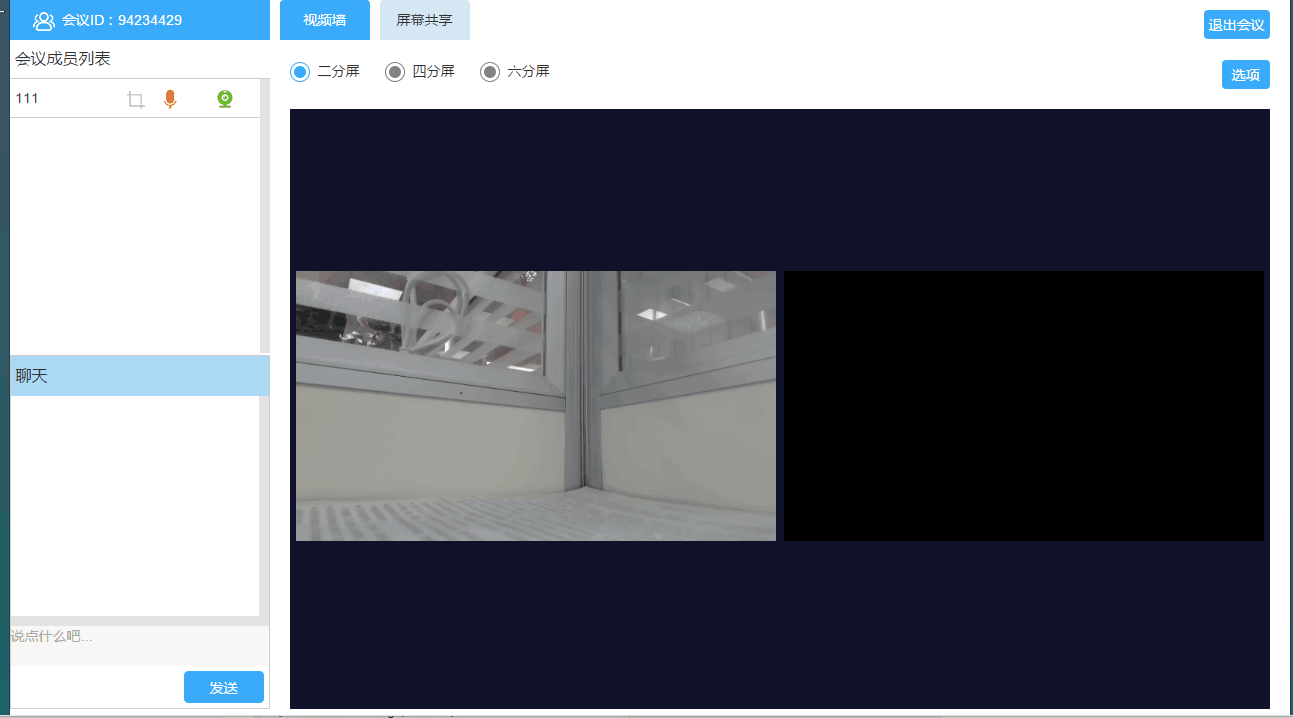 会议ID：94234429
视频墙
屏幕共享
退出会议
会议成员列表
二分屏
四分屏
六分屏
选项
111
聊天
说点什么吧...
发送